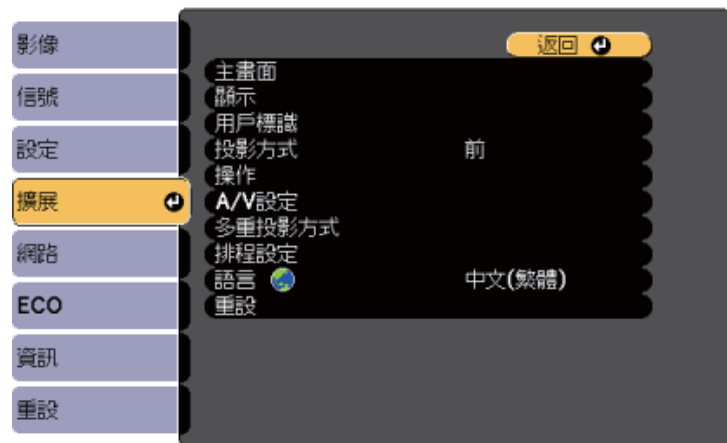 影像
信號
設定
擴展
網路
ECO
資訊
重設
返回
主畫面
顯示
用戶標識
投影方式 前
操作
A/V設定
多重投影方式
排程設定
語言 中文(繁體)
重設